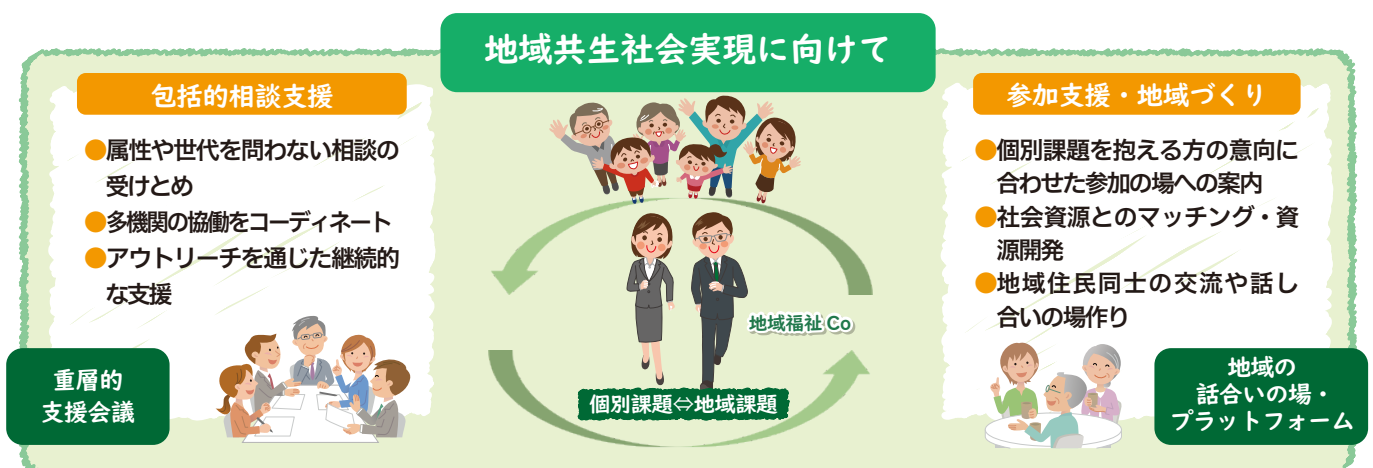 地域共生社会実現に向けて
包括的相談支援
●属性や世代を問わない相談の
受けとめ
●多機関の協働をコーディネート
●アウトリーチを通じた継続的
な支援
重層的
支援会議
地域福祉 Co
個別課題⇔地域課題
参加支援・地域づくり
●個別課題を抱える方の意向に
合わせた参加の場への案内
●社会資源とのマッチング・資
源開発
●地域住民同士の交流や話し
合いの場作り
地域の
話合いの場・
プラットフォーム